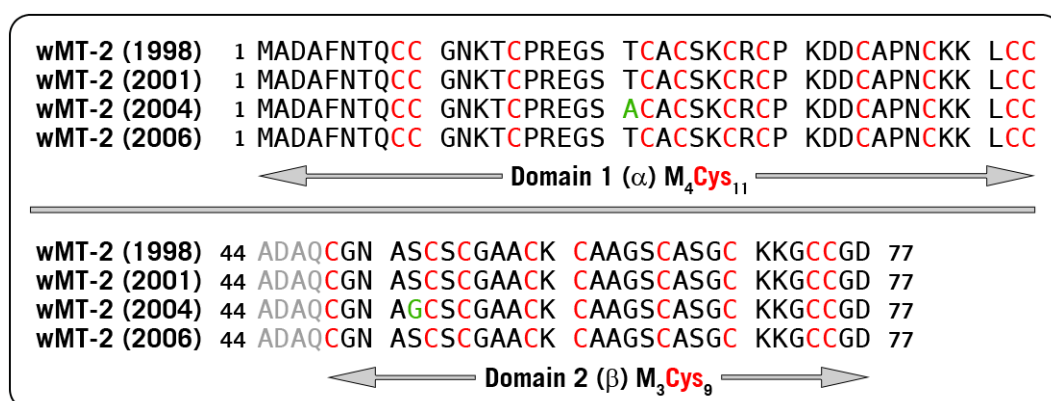 wMT-2 (1998) 1 MADAFNTQCC GNKTCPREGS TCACSKCRCP KDDCAPNCKK LCC
wMT-2 (2001) 1 MADAFNTQCC GNKTCPREGS TCACSKCRCP KDDCAPNCKK LCC
wMT-2 (2004) 1 MADAFNTQCC GNKTCPREGS ACACSKCRCP KDDCAPNCKK LCC
wMT-2 (2006) 1 MADAFNTQCC GNKTCPREGS TCACSKCRCP KDDCAPNCKK LCC
Domain 1 (α) M₄Cys₁₁
wMT-2 (1998) 44 ADAQCGN ASCSCGAACK CAAGSCASGC KKGCCGD 77
wMT-2 (2001) 44 ADAQCGN ASCSCGAACK CAAGSCASGC KKGCCGD 77
wMT-2 (2004) 44 ADAQCGN AGCSCGAACK CAAGSCASGC KKGCCGD 77
wMT-2 (2006) 44 ADAQCGN ASCSCGAACK CAAGSCASGC KKGCCGD 77
Domain 2 (β) M₃Cys₉